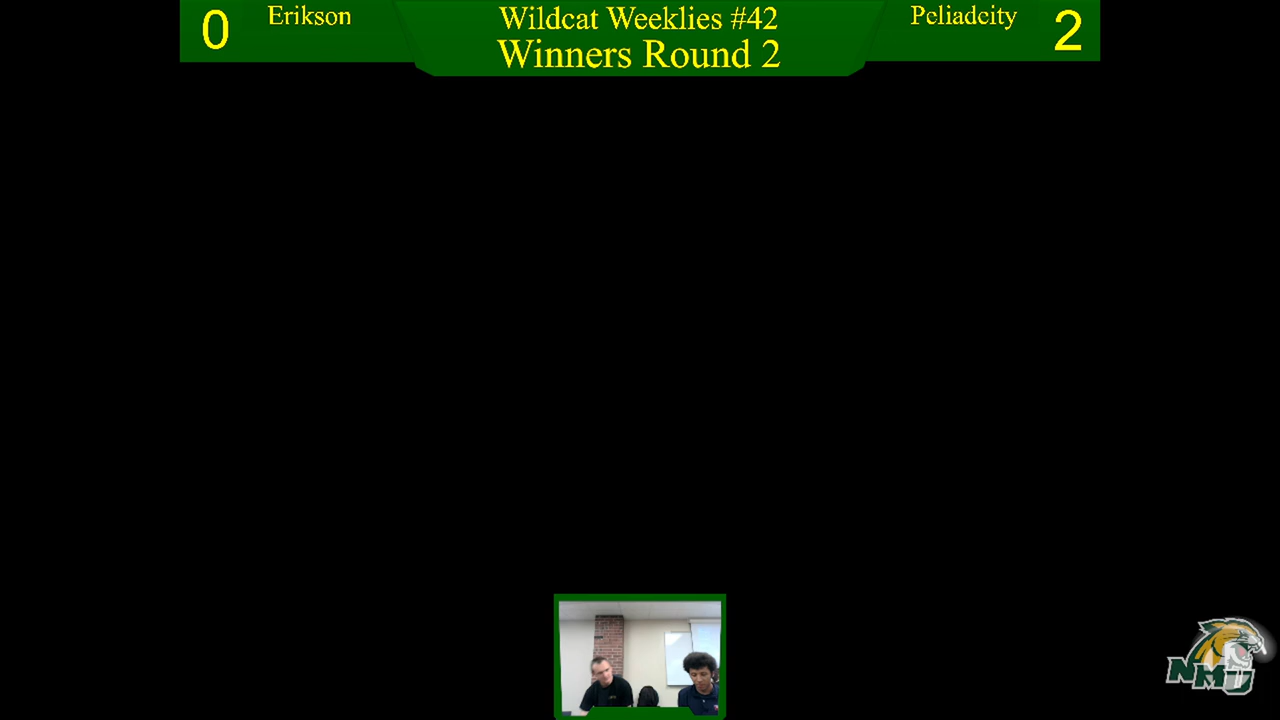 0
Erikson
Wildcat Weeklies #42
Winners Round 2
Peliadcity
2
NMU